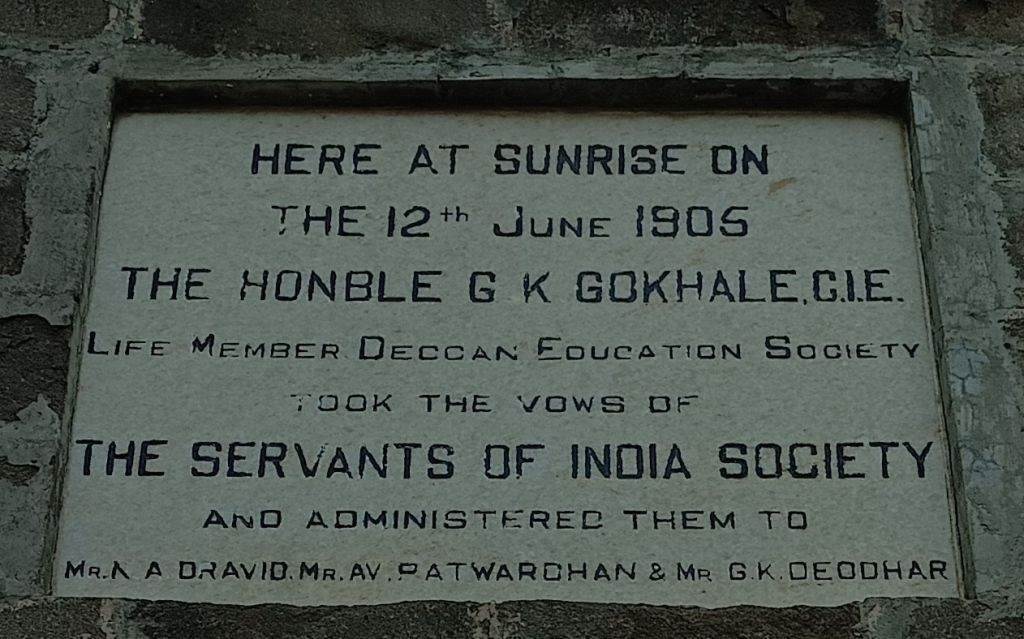 HERE AT SUNRISE ON
THE 12th JUNE 1905
THE HONBLE G K GOKHALE, C.I.E.
LIFE MEMBER DECCAN EDUCATION SOCIETY
TOOK THE VOWS OF
THE SERVANTS OF INDIA SOCIETY
AND ADMINISTERED THEM TO
MR. N A DRAVID. MR. A V. PATWARDHAN & MR G. K. DEODHAR